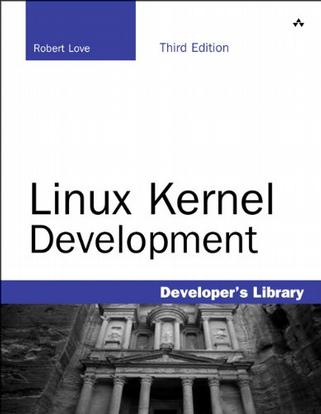 Robert Love
Third Edition
Linux Kernel
Development
Developer's Library